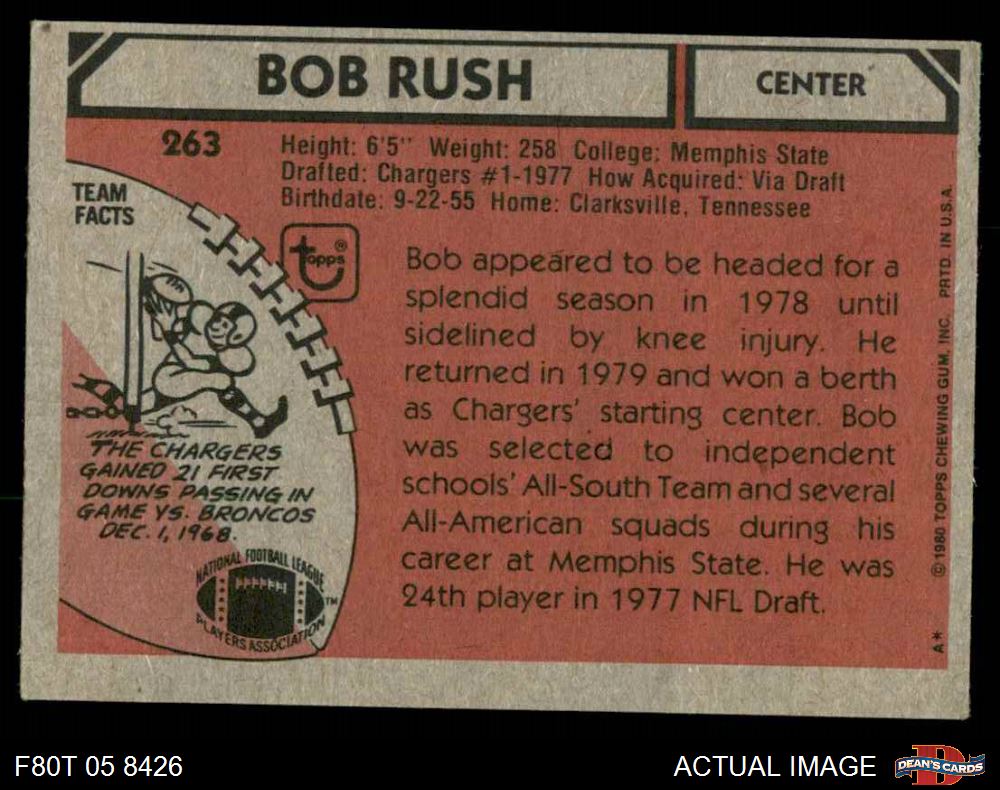 BOB RUSH
CENTER
263
Height: 6'5" Weight: 258 College: Memphis State
Drafted: Chargers #1-1977 How Acquired: Via Draft
Birthdate: 9-22-55 Home: Clarksville, Tennessee
TEAM
FACTS
topps®
Bob appeared to be headed for a
splendid season in 1978 until
sidelined by knee injury. He
returned in 1979 and won a berth
as Chargers' starting center. Bob
was selected to independent
schools' All-South Team and several
All-American squads during his
career at Memphis State. He was
24th player in 1977 NFL Draft.
THE CHARGERS
GAINED 21 FIRST
DOWNS PASSING IN
GAME VS. BRONCOS
DEC. 1, 1968.
NATIONAL FOOTBALL LEAGUE
PLAYERS ASSOCIATION
TM
A* ©1980 TOPPS CHEWING GUM, INC. PRTD. IN U.S.A.
F80T 05 8426
ACTUAL IMAGE
DEAN'S CARDS